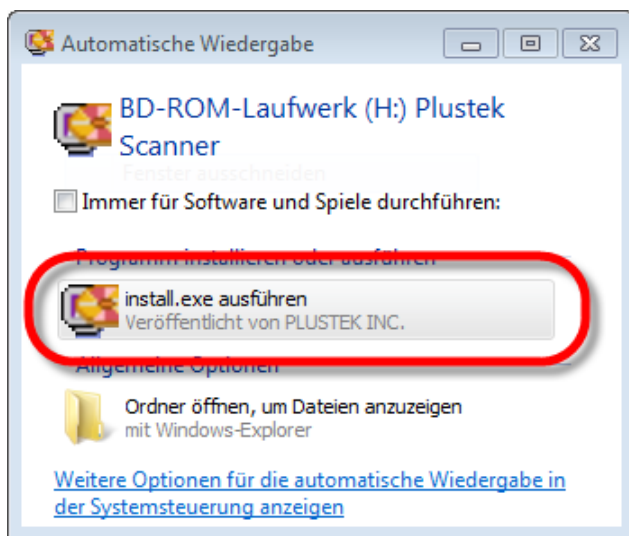 Automatische Wiedergabe
BD-ROM-Laufwerk (H:) Plustek
Scanner
Fenster ausschneiden
Immer für Software und Spiele durchführen:
Programm installieren oder ausführen
install.exe ausführen
Veröffentlicht von PLUSTEK INC.
Allgemeine Optionen
Ordner öffnen, um Dateien anzuzeigen
mit Windows-Explorer
Weitere Optionen für die automatische Wiedergabe in
der Systemsteuerung anzeigen